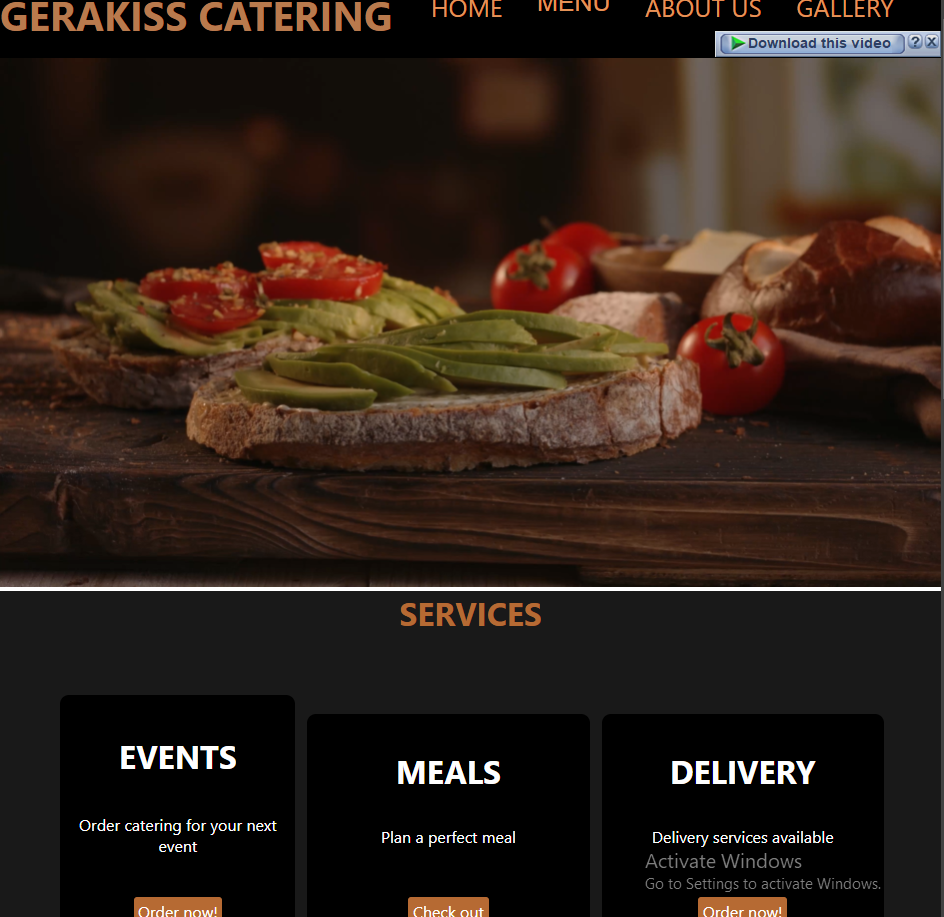 GERAKISS CATERING
HOME MENU ABOUT US GALLERY
Download this video ? X
SERVICES
EVENTS
Order catering for your next
event
Order now!
MEALS
Plan a perfect meal
Check out
DELIVERY
Delivery services available
Activate Windows
Go to Settings to activate Windows.
Order now!